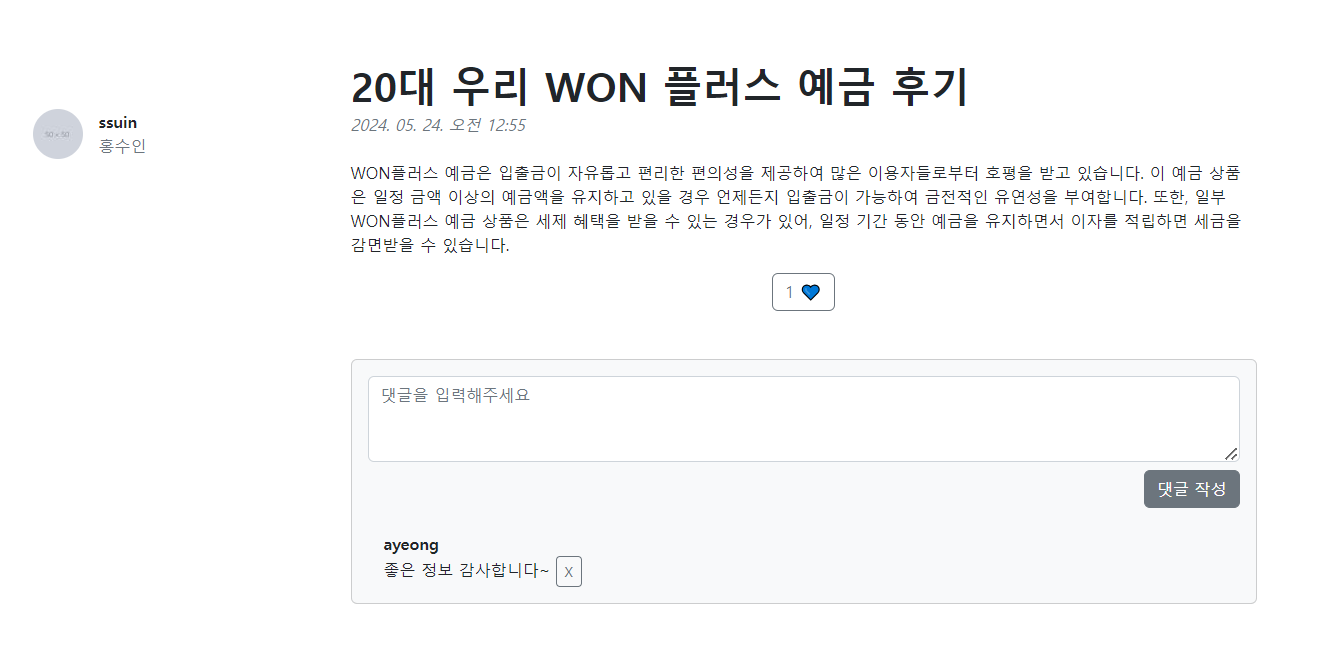 20대 우리 WON 플러스 예금 후기
2024. 05. 24. 오전 12:55
50 x 50
ssuin
홍수인
WON플러스 예금은 입출금이 자유롭고 편리한 편의성을 제공하여 많은 이용자들로부터 호평을 받고 있습니다. 이 예금 상품
은 일정 금액 이상의 예금액을 유지하고 있을 경우 언제든지 입출금이 가능하여 금전적인 유연성을 부여합니다. 또한, 일부
WON플러스 예금 상품은 세제 혜택을 받을 수 있는 경우가 있어, 일정 기간 동안 예금을 유지하면서 이자를 적립하면 세금을
감면받을 수 있습니다.
1 💙
댓글을 입력해주세요
댓글 작성
ayeong
좋은 정보 감사합니다~ X